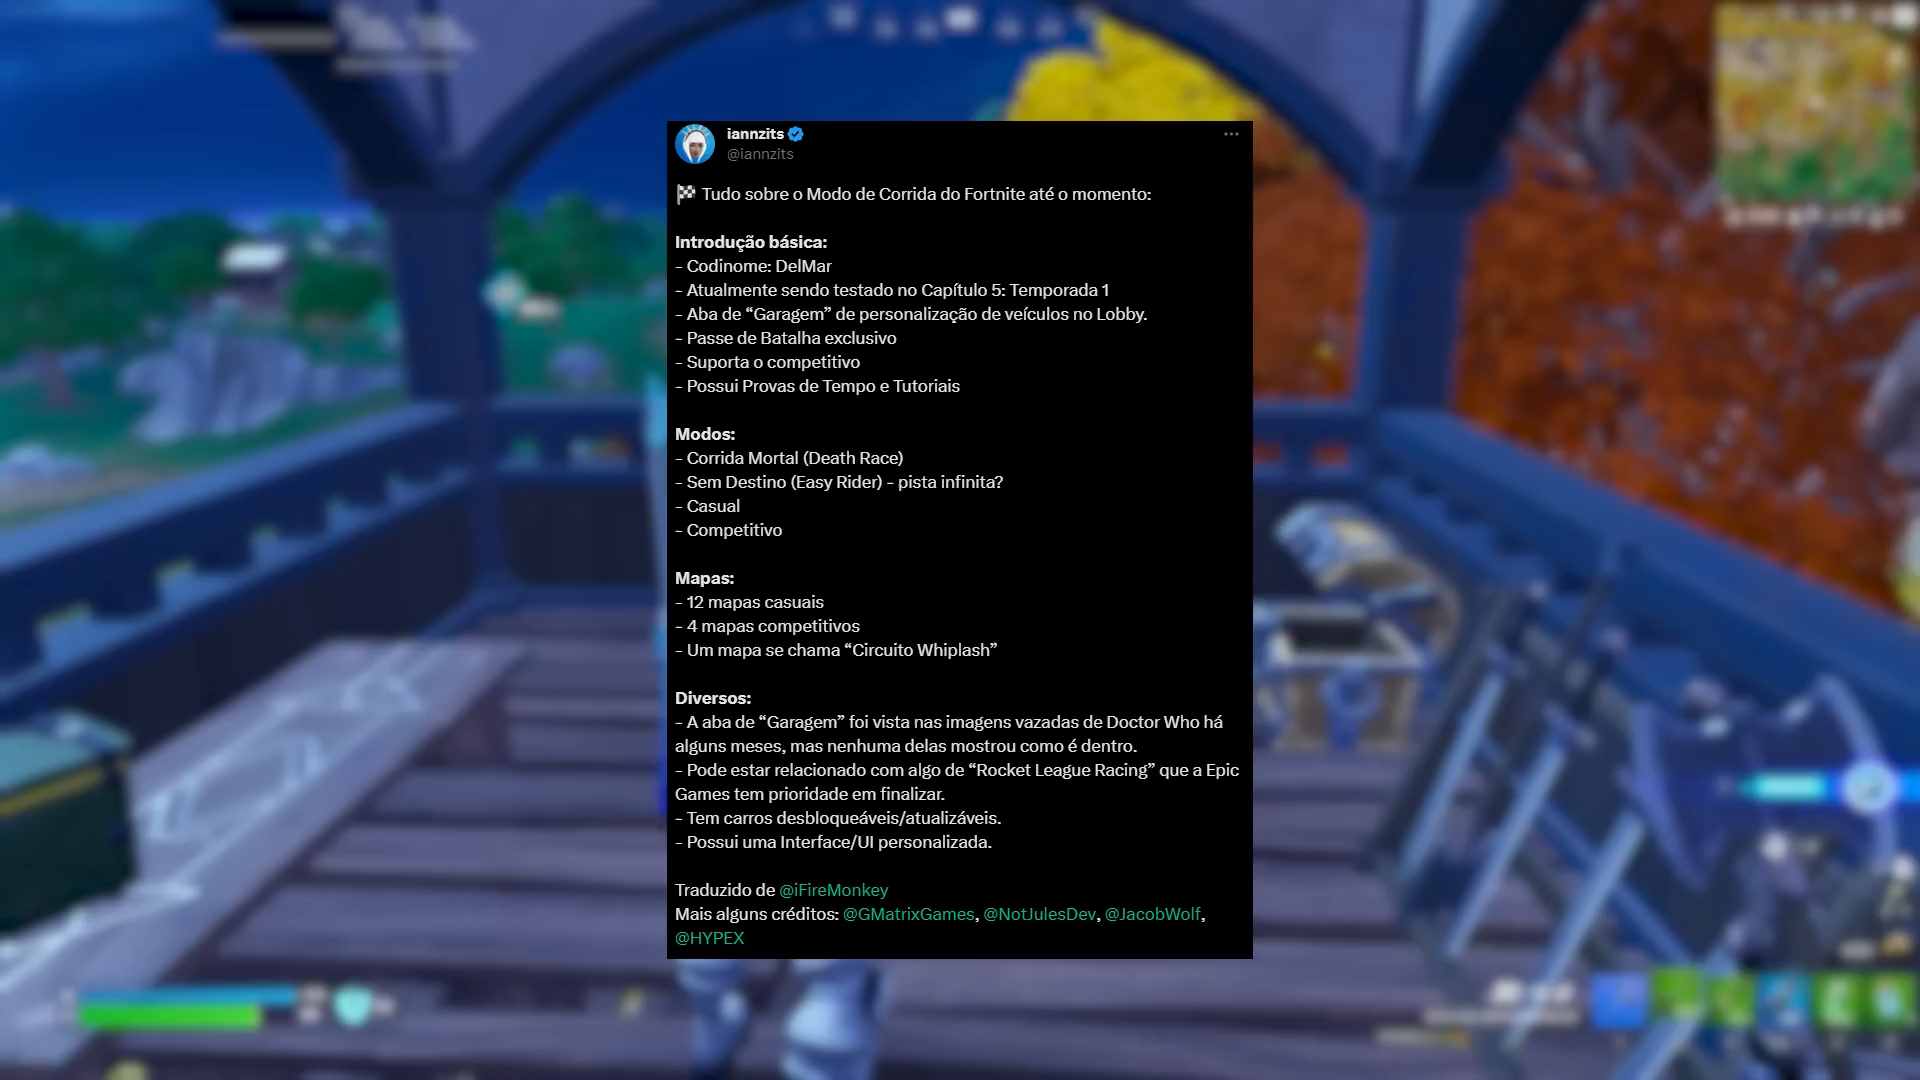 iannzits
@iannzits
Tudo sobre o Modo de Corrida do Fortnite até o momento:
Introdução básica:
- Codinome: DelMar
- Atualmente sendo testado no Capítulo 5: Temporada 1
- Aba de “Garagem” de personalização de veículos no Lobby.
- Passe de Batalha exclusivo
- Suporta o competitivo
- Possui Provas de Tempo e Tutoriais
Modos:
- Corrida Mortal (Death Race)
- Sem Destino (Easy Rider) - pista infinita?
- Casual
- Competitivo
Mapas:
- 12 mapas casuais
- 4 mapas competitivos
- Um mapa se chama “Circuito Whiplash”
Diversos:
- A aba de “Garagem” foi vista nas imagens vazadas de Doctor Who há
alguns meses, mas nenhuma delas mostrou como é dentro.
- Pode estar relacionado com algo de “Rocket League Racing” que a Epic
Games tem prioridade em finalizar.
- Tem carros desbloqueáveis/atualizáveis.
- Possui uma Interface/UI personalizada.
Traduzido de @iFireMonkey
Mais alguns créditos: @GMatrixGames, @NotJulesDev, @JacobWolf,
@HYPEX